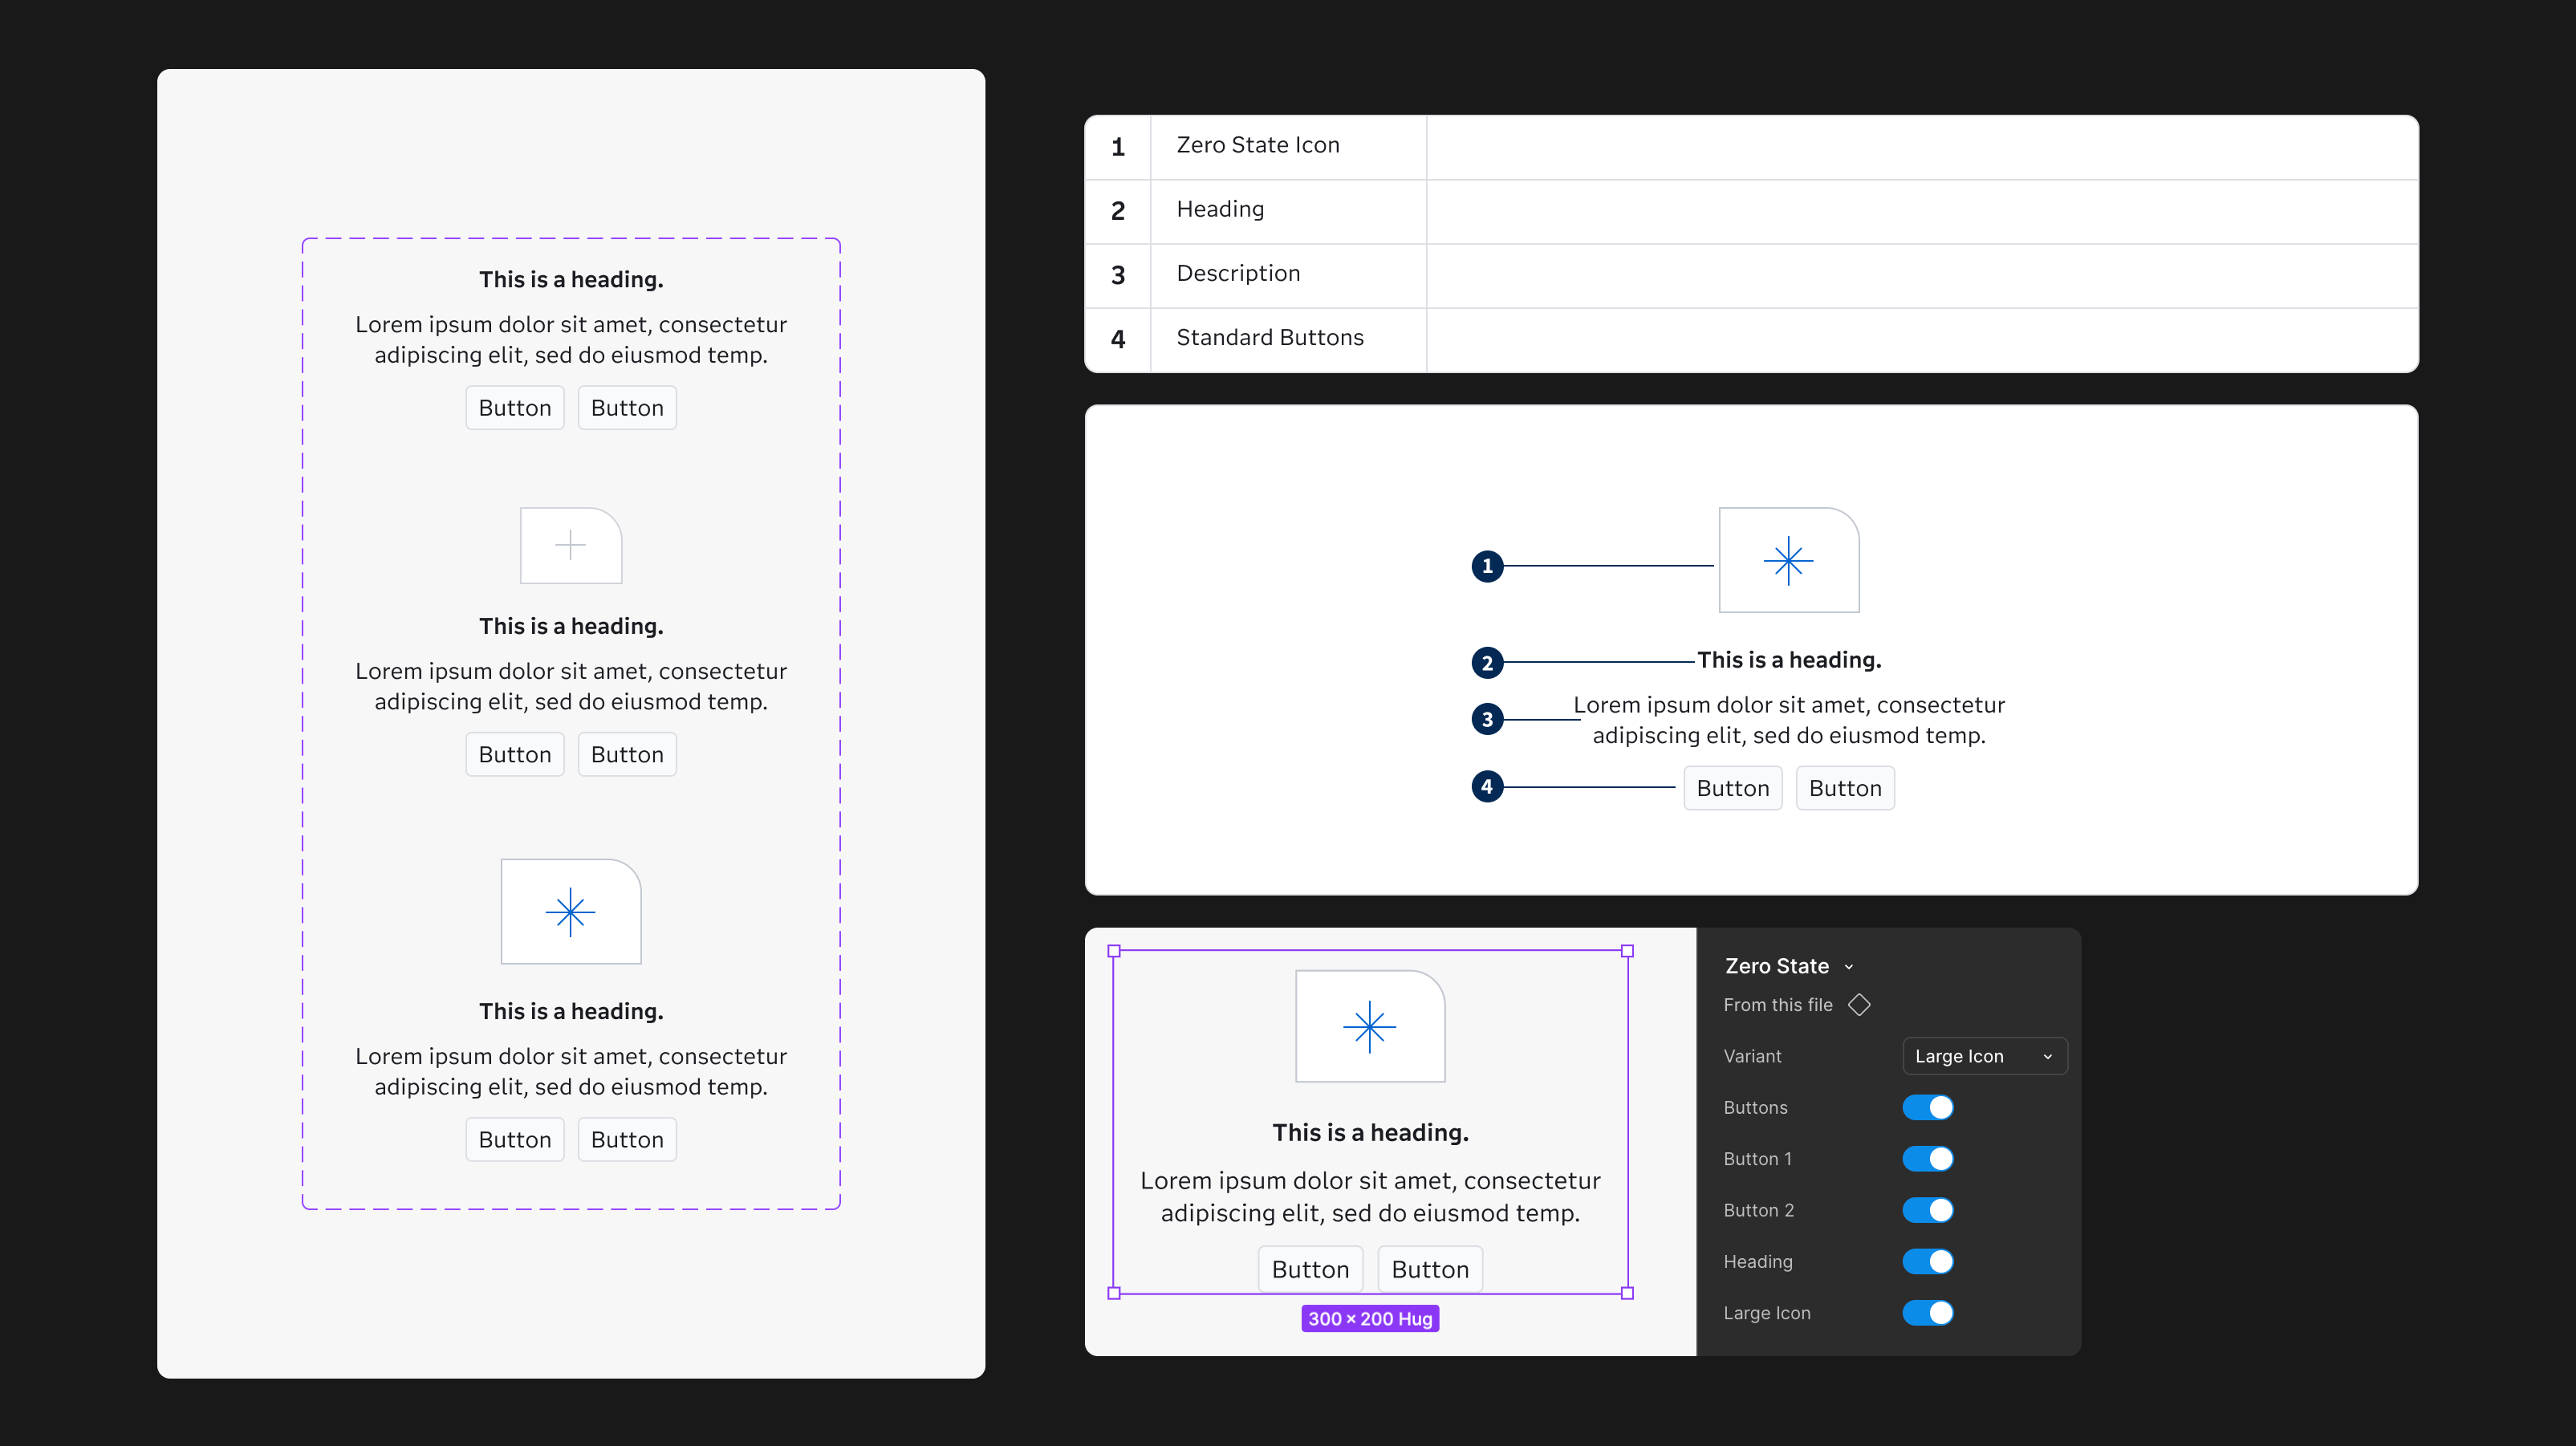 This is a heading.
Lorem ipsum dolor sit amet, consectetur
adipiscing elit, sed do eiusmod temp.
Button Button
This is a heading.
Lorem ipsum dolor sit amet, consectetur
adipiscing elit, sed do eiusmod temp.
Button Button
This is a heading.
Lorem ipsum dolor sit amet, consectetur
adipiscing elit, sed do eiusmod temp.
Button Button
1 Zero State Icon
2 Heading
3 Description
4 Standard Buttons
1
2 This is a heading.
3 Lorem ipsum dolor sit amet, consectetur
adipiscing elit, sed do eiusmod temp.
4 Button Button
This is a heading.
Lorem ipsum dolor sit amet, consectetur
adipiscing elit, sed do eiusmod temp.
Button Button
300 × 200 Hug
Zero State
From this file
Variant Large Icon
Buttons
Button 1
Button 2
Heading
Large Icon